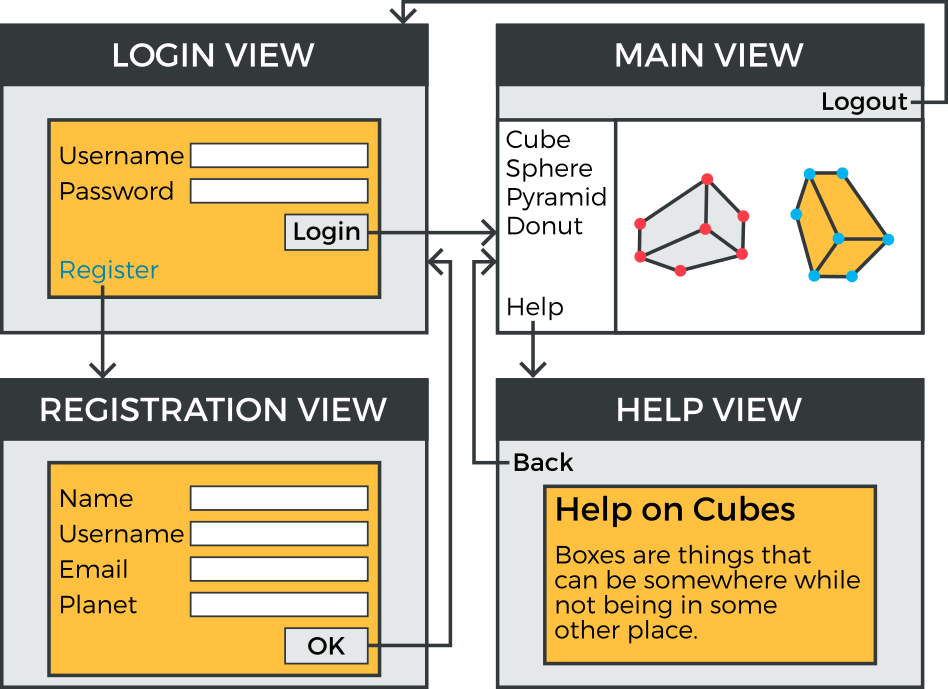 LOGIN VIEW
Username
Password
Login
Register
MAIN VIEW
Logout
Cube
Sphere
Pyramid
Donut
Help
REGISTRATION VIEW
Name
Username
Email
Planet
OK
HELP VIEW
Back
Help on Cubes
Boxes are things that
can be somewhere while
not being in some
other place.